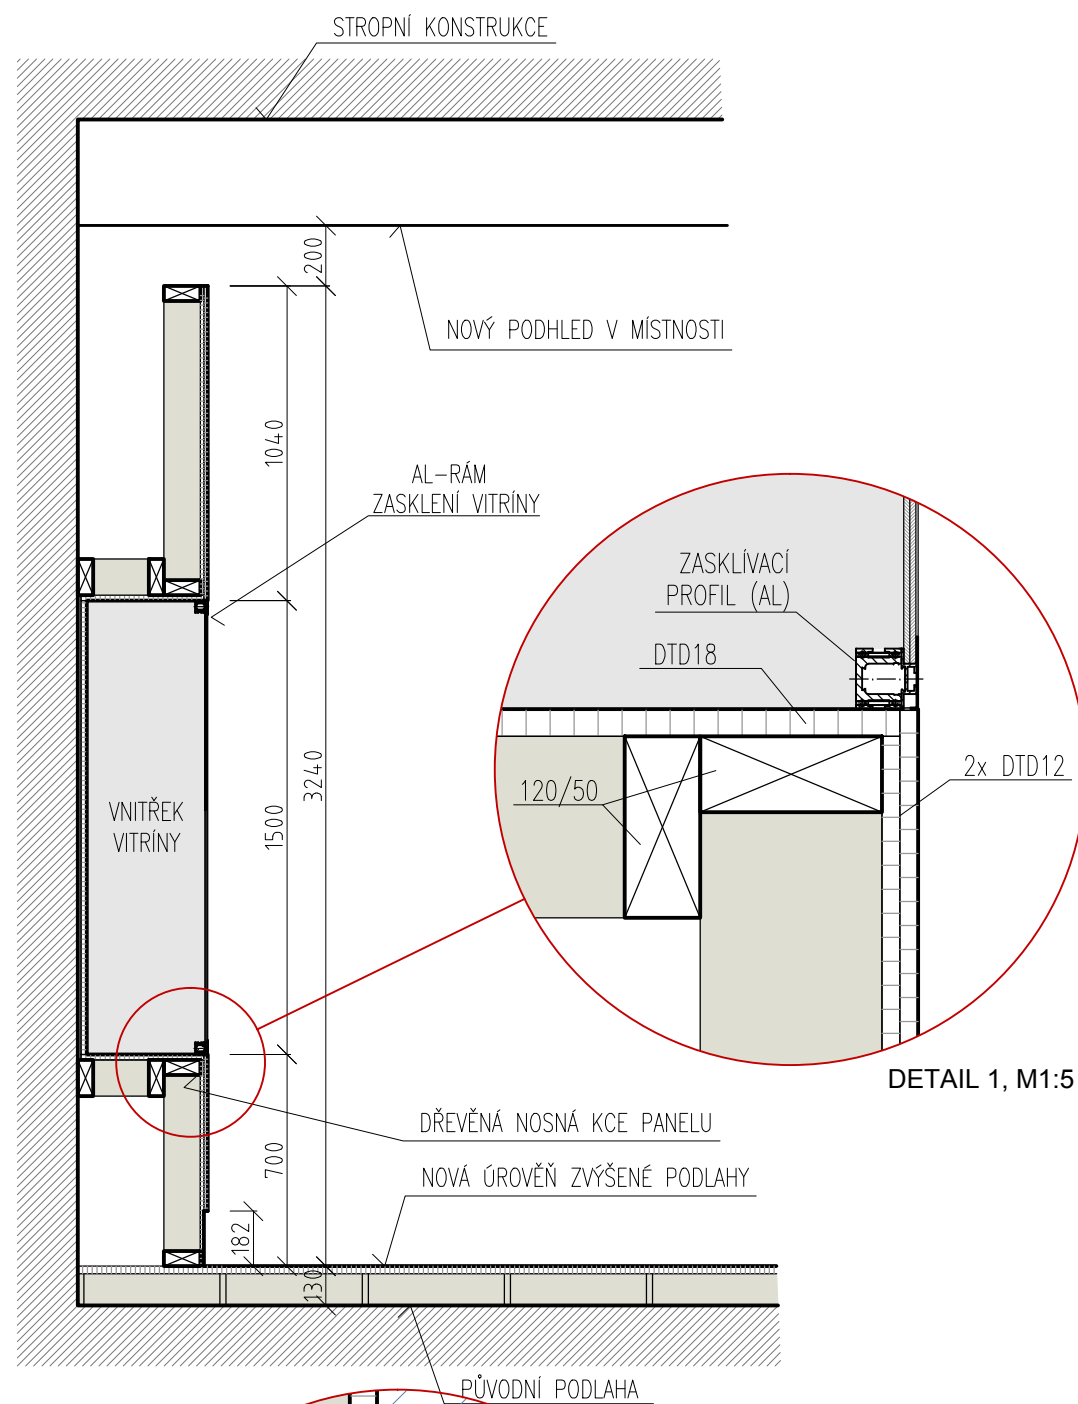 STROPNÍ KONSTRUKCE
200
NOVÝ PODHLED V MÍSTNOSTI
1040
AL-RÁM
ZASKLENÍ VITRÍNY
ZASKLÍVACÍ
PROFIL (AL)
DTD18
2x DTD12
120/50
3240
VNITŘEK
VITRÍNY
1500
DETAIL 1, M1:5
DŘEVĚNÁ NOSNÁ KCE PANELU
700
NOVÁ ÚROVĚŇ ZVÝŠENÉ PODLAHY
182
130
PŮVODNÍ PODLAHA